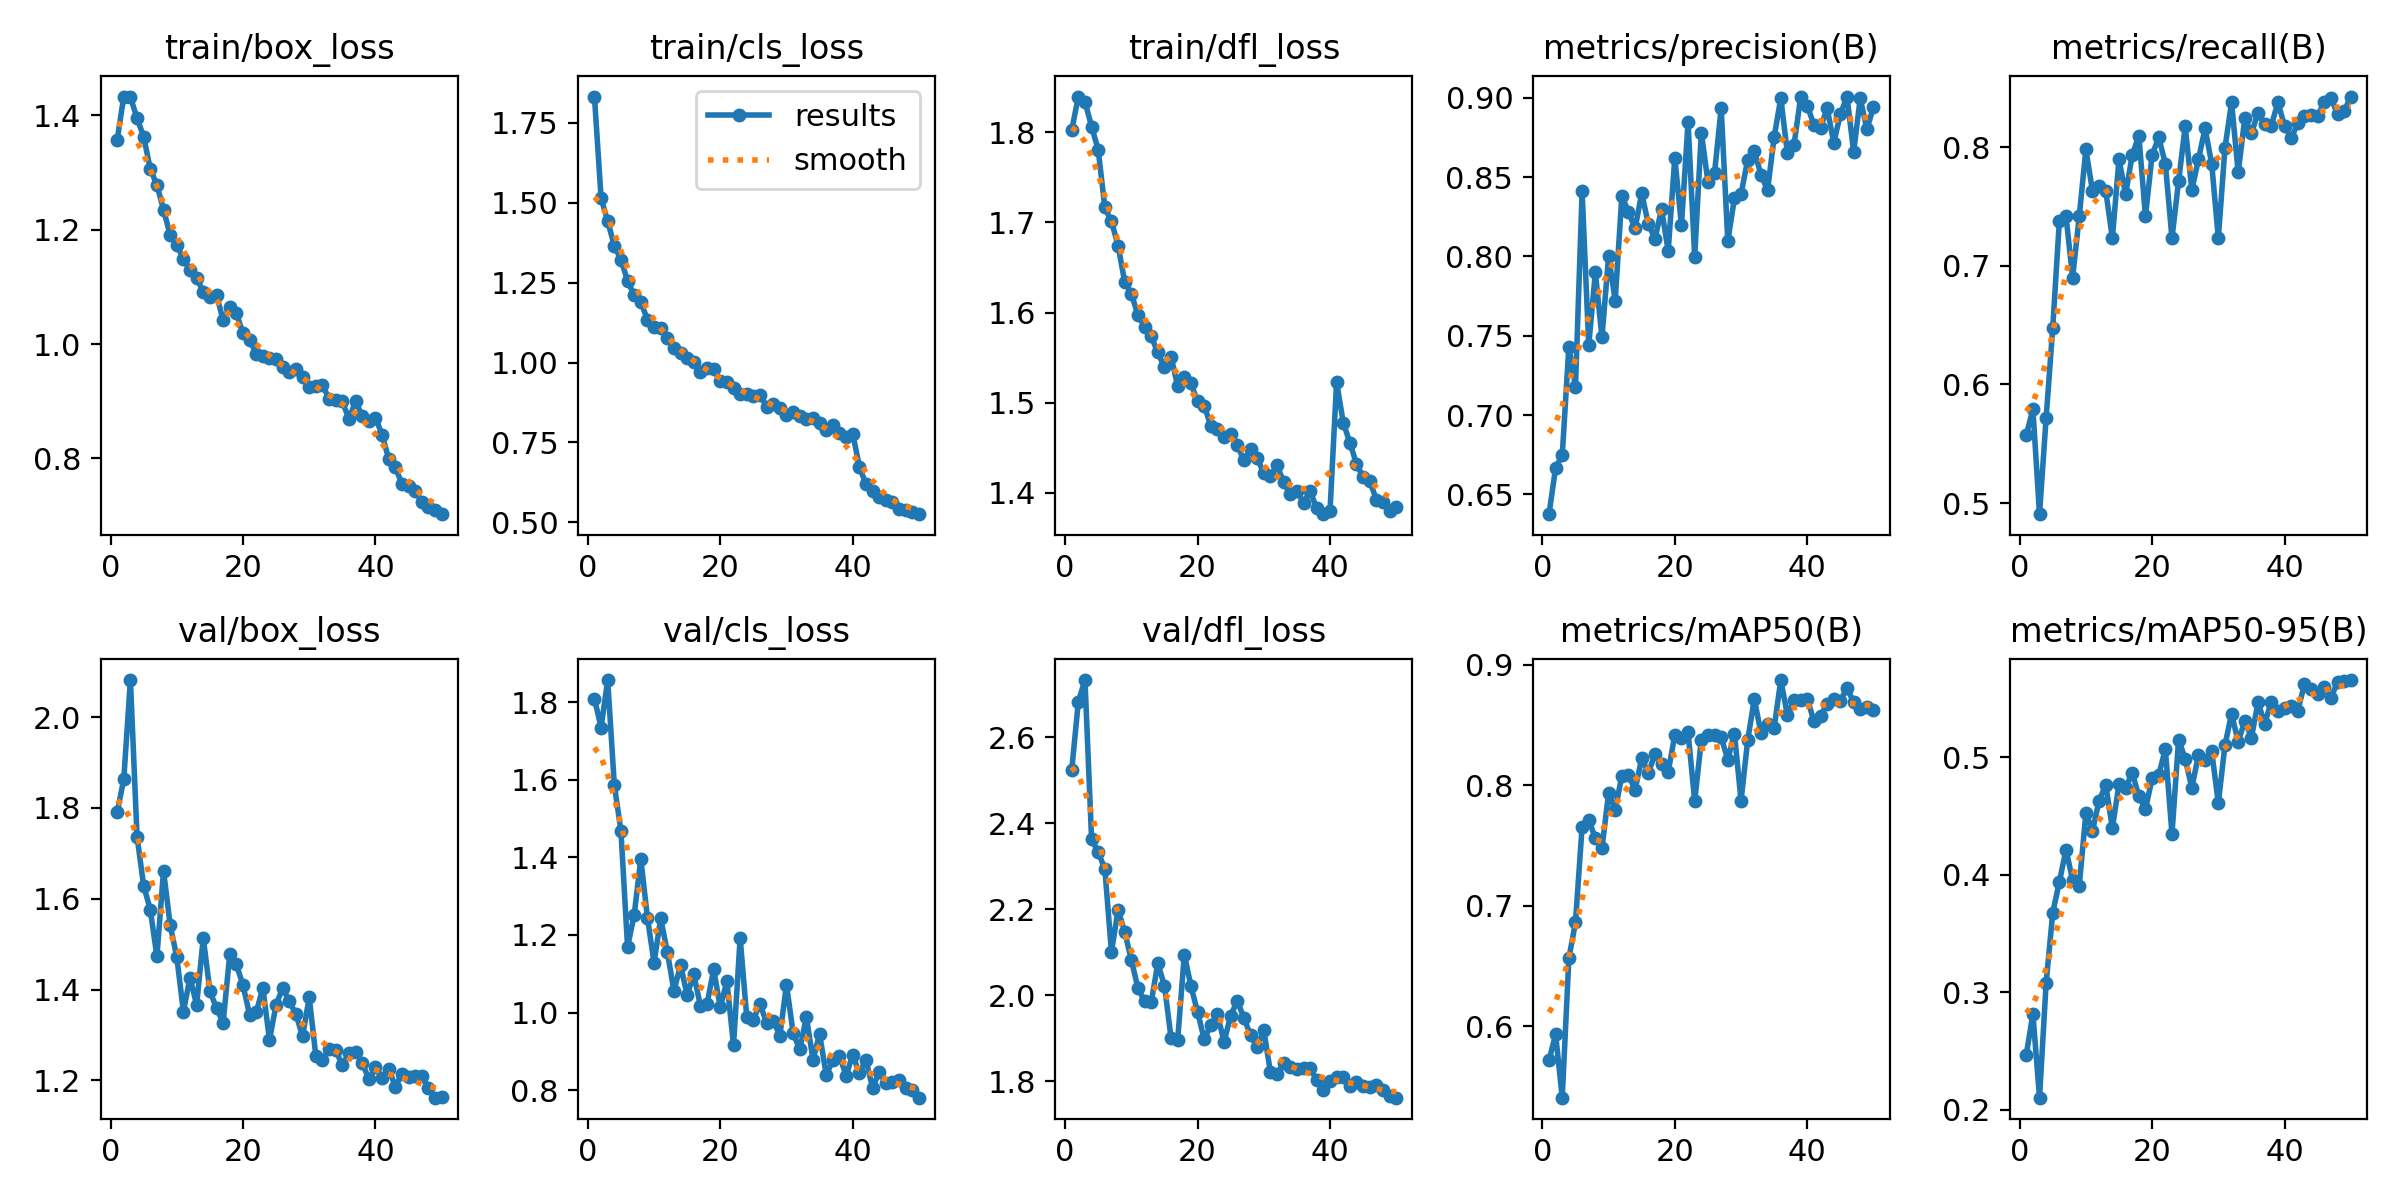 train/box_loss
1.4
1.2
1.0
0.8
0 20 40
train/cls_loss
results
smooth
1.75
1.50
1.25
1.00
0.75
0.50
0 20 40
train/dfl_loss
1.8
1.7
1.6
1.5
1.4
0 20 40
metrics/precision(B)
0.90
0.85
0.80
0.75
0.70
0.65
0 20 40
metrics/recall(B)
0.8
0.7
0.6
0.5
0 20 40
val/box_loss
2.0
1.8
1.6
1.4
1.2
0 20 40
val/cls_loss
1.8
1.6
1.4
1.2
1.0
0.8
0 20 40
val/dfl_loss
2.6
2.4
2.2
2.0
1.8
0 20 40
metrics/mAP50(B)
0.9
0.8
0.7
0.6
0 20 40
metrics/mAP50-95(B)
0.5
0.4
0.3
0.2
0 20 40